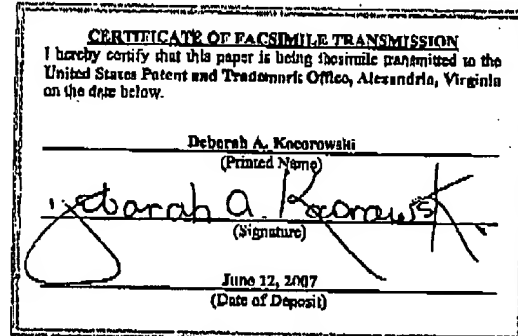 CERTIFICATE OF FACSIMILE TRANSMISSION
I hereby certify that this paper is being facsimile transmitted to the
United States Patent and Trademark Office, Alexandria, Virginia
on the date below.
Deborah A. Kocorowski
(Printed Name)
Deborah A.
(Signature)
June 12, 2007
(Date of Deposit)